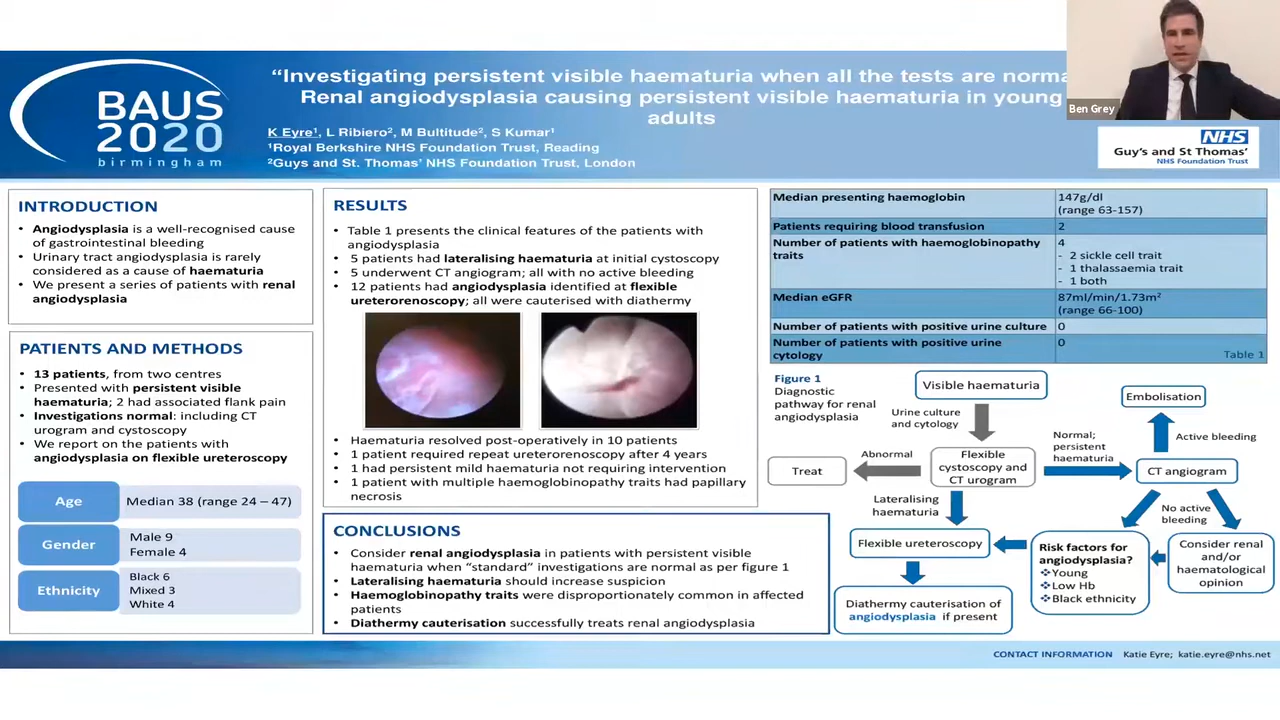 BAUS
2020
birmingham
“Investigating persistent visible haematuria when all the tests are norma
Renal angiodysplasia causing persistent visible haematuria in young
adults
K Eyre¹, L Ribiero², M Bultitude², S Kumar¹
¹Royal Berkshire NHS Foundation Trust, Reading
²Guys and St. Thomas' NHS Foundation Trust, London
Ben Grey
NHS
Guy's and St Thomas'
NHS Foundation Trust
INTRODUCTION
• Angiodysplasia is a well-recognised cause
of gastrointestinal bleeding
• Urinary tract angiodysplasia is rarely
considered as a cause of haematuria
• We present a series of patients with renal
angiodysplasia
PATIENTS AND METHODS
• 13 patients, from two centres
• Presented with persistent visible
haematuria; 2 had associated flank pain
• Investigations normal: including CT
urogram and cystoscopy
• We report on the patients with
angiodysplasia on flexible ureteroscopy
Age
Median 38 (range 24 – 47)
Gender
Male 9
Female 4
Ethnicity
Black 6
Mixed 3
White 4
RESULTS
• Table 1 presents the clinical features of the patients with
angiodysplasia
• 5 patients had lateralising haematuria at initial cystoscopy
• 5 underwent CT angiogram; all with no active bleeding
• 12 patients had angiodysplasia identified at flexible
ureterorenoscopy; all were cauterised with diathermy
• Haematuria resolved post-operatively in 10 patients
• 1 patient required repeat ureterorenoscopy after 4 years
• 1 had persistent mild haematuria not requiring intervention
• 1 patient with multiple haemoglobinopathy traits had papillary
necrosis
CONCLUSIONS
• Consider renal angiodysplasia in patients with persistent visible
haematuria when “standard” investigations are normal as per figure 1
• Lateralising haematuria should increase suspicion
• Haemoglobinopathy traits were disproportionately common in affected
patients
• Diathermy cauterisation successfully treats renal angiodysplasia
Median presenting haemoglobin
147g/dl
(range 63-157)
Patients requiring blood transfusion
2
Number of patients with haemoglobinopathy
traits
4
- 2 sickle cell trait
- 1 thalassaemia trait
- 1 both
Median eGFR
87ml/min/1.73m²
(range 66-100)
Number of patients with positive urine culture
0
Number of patients with positive urine
cytology
0
Table 1
Figure 1
Diagnostic
pathway for renal
angiodysplasia
Visible haematuria
Urine culture
and cytology
Abnormal
Treat
Flexible
cystoscopy and
CT urogram
Normal;
persistent
haematuria
Embolisation
Active bleeding
CT angiogram
Lateralising
haematuria
No active
bleeding
Flexible ureteroscopy
Risk factors for
angiodysplasia?
❖Young
❖Low Hb
❖Black ethnicity
Consider renal
and/or
haematological
opinion
Diathermy cauterisation of
angiodysplasia if present
CONTACT INFORMATION Katie Eyre; katie.eyre@nhs.net